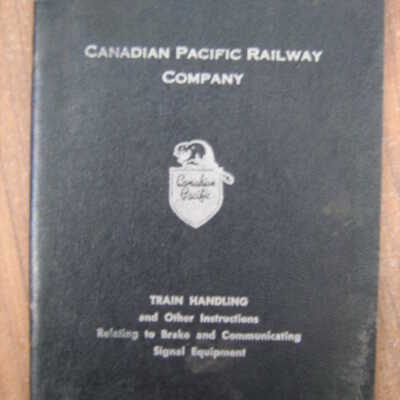 CANADIAN PACIFIC RAILWAY
COMPANY
Canadian
Pacific
TRAIN HANDLING
and Other Instructions
Relating to Brake and Communicating
Signal Equipment